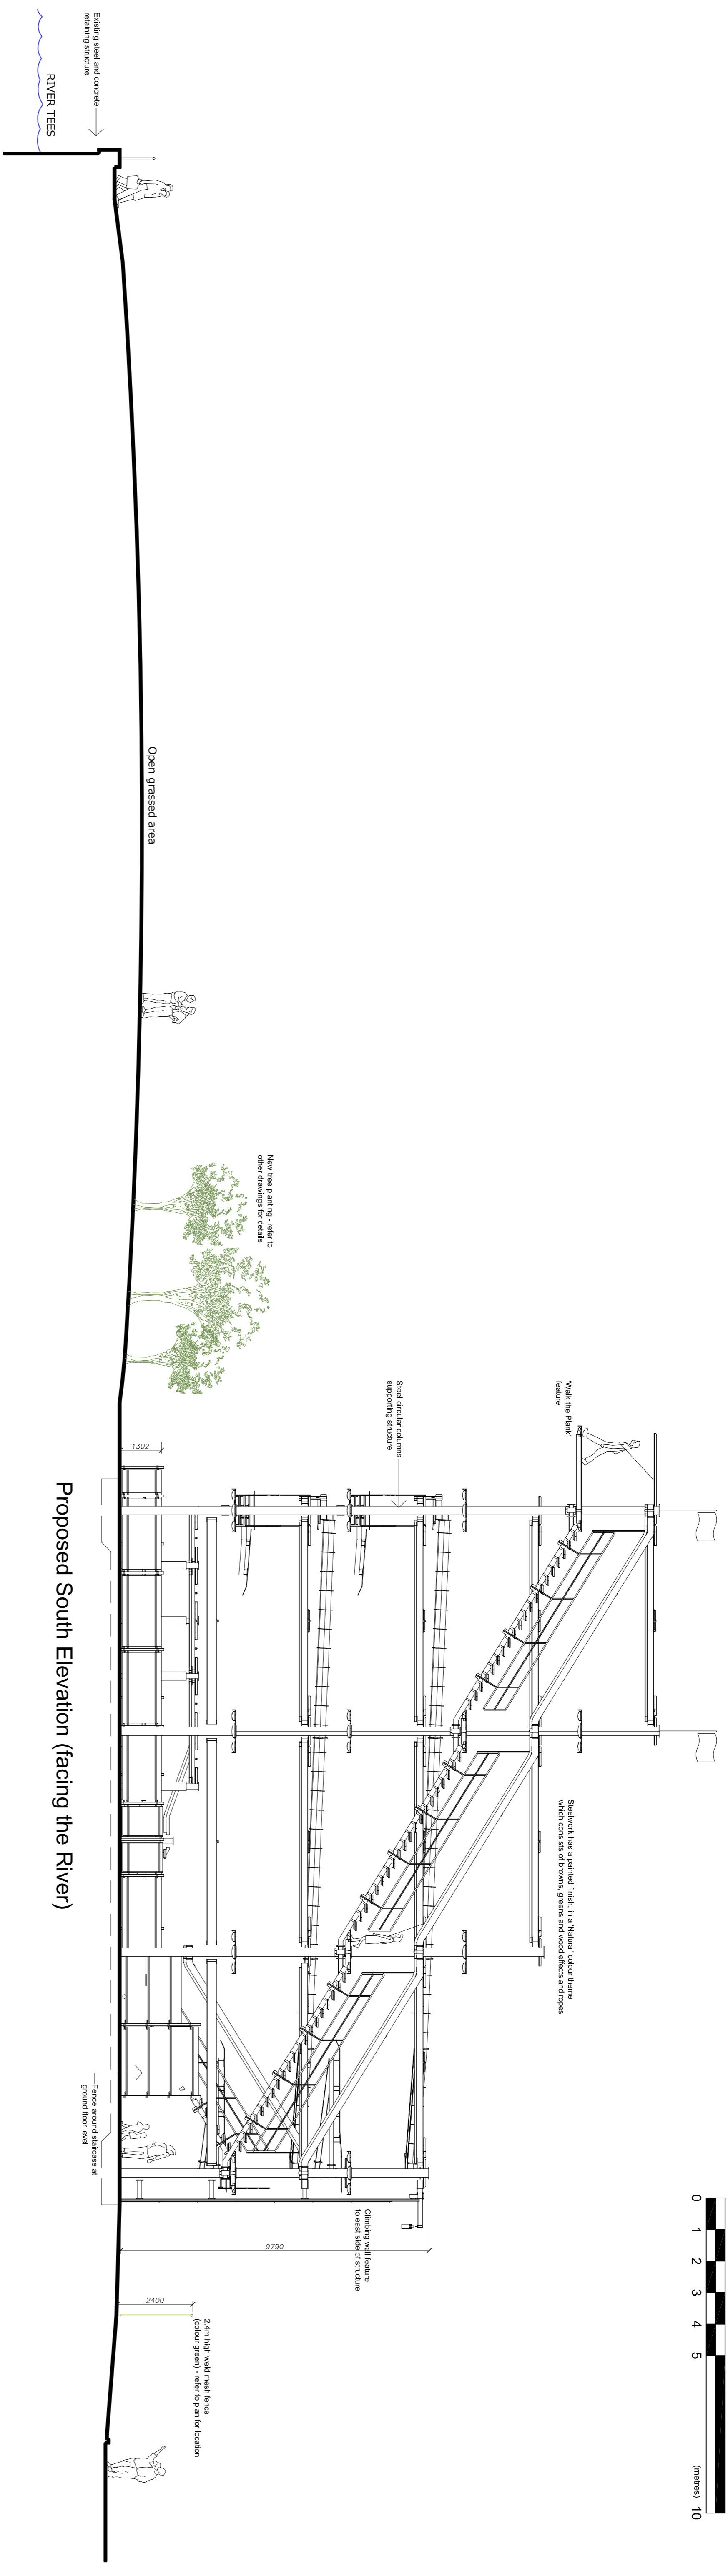 RIVER TEES
Existing steel and concrete
retaining structure
Open grassed area
New tree planting - refer to
other drawings for details
'Walk the Plank'
feature
Steel circular columns
supporting structure
1302
Steelwork has a painted finish, in a 'Natural' colour theme
which consists of browns, greens and wood effects and ropes
Fence around staircase at
ground floor level
Climbing wall feature
to east side of structure
9790
2400
2.4m high weld mesh fence
(colour green) - refer to plan for location
0 1 2 3 4 5 (metres) 10
Proposed South Elevation (facing the River)